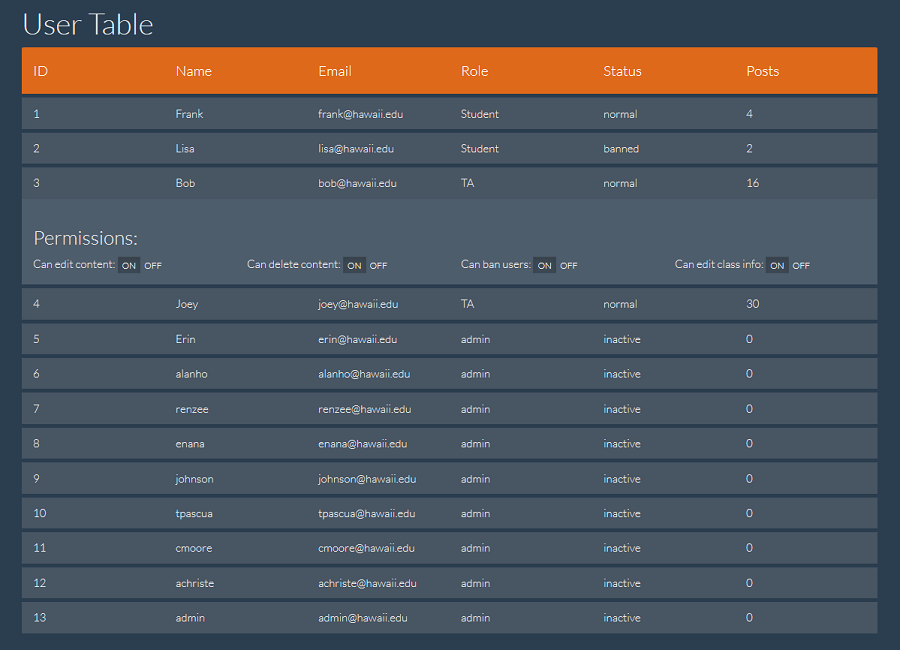 User Table
ID Name Email Role Status Posts
1 Frank frank@hawaii.edu Student normal 4
2 Lisa lisa@hawaii.edu Student banned 2
3 Bob bob@hawaii.edu TA normal 16
Permissions:
Can edit content: ON OFF Can delete content: ON OFF Can ban users: ON OFF Can edit class info: ON OFF
4 Joey joey@hawaii.edu TA normal 30
5 Erin erin@hawaii.edu admin inactive 0
6 alanho alanho@hawaii.edu admin inactive 0
7 renzee renzee@hawaii.edu admin inactive 0
8 enana enana@hawaii.edu admin inactive 0
9 johnson johnson@hawaii.edu admin inactive 0
10 tpascua tpascua@hawaii.edu admin inactive 0
11 cmoore cmoore@hawaii.edu admin inactive 0
12 achriste achriste@hawaii.edu admin inactive 0
13 admin admin@hawaii.edu admin inactive 0